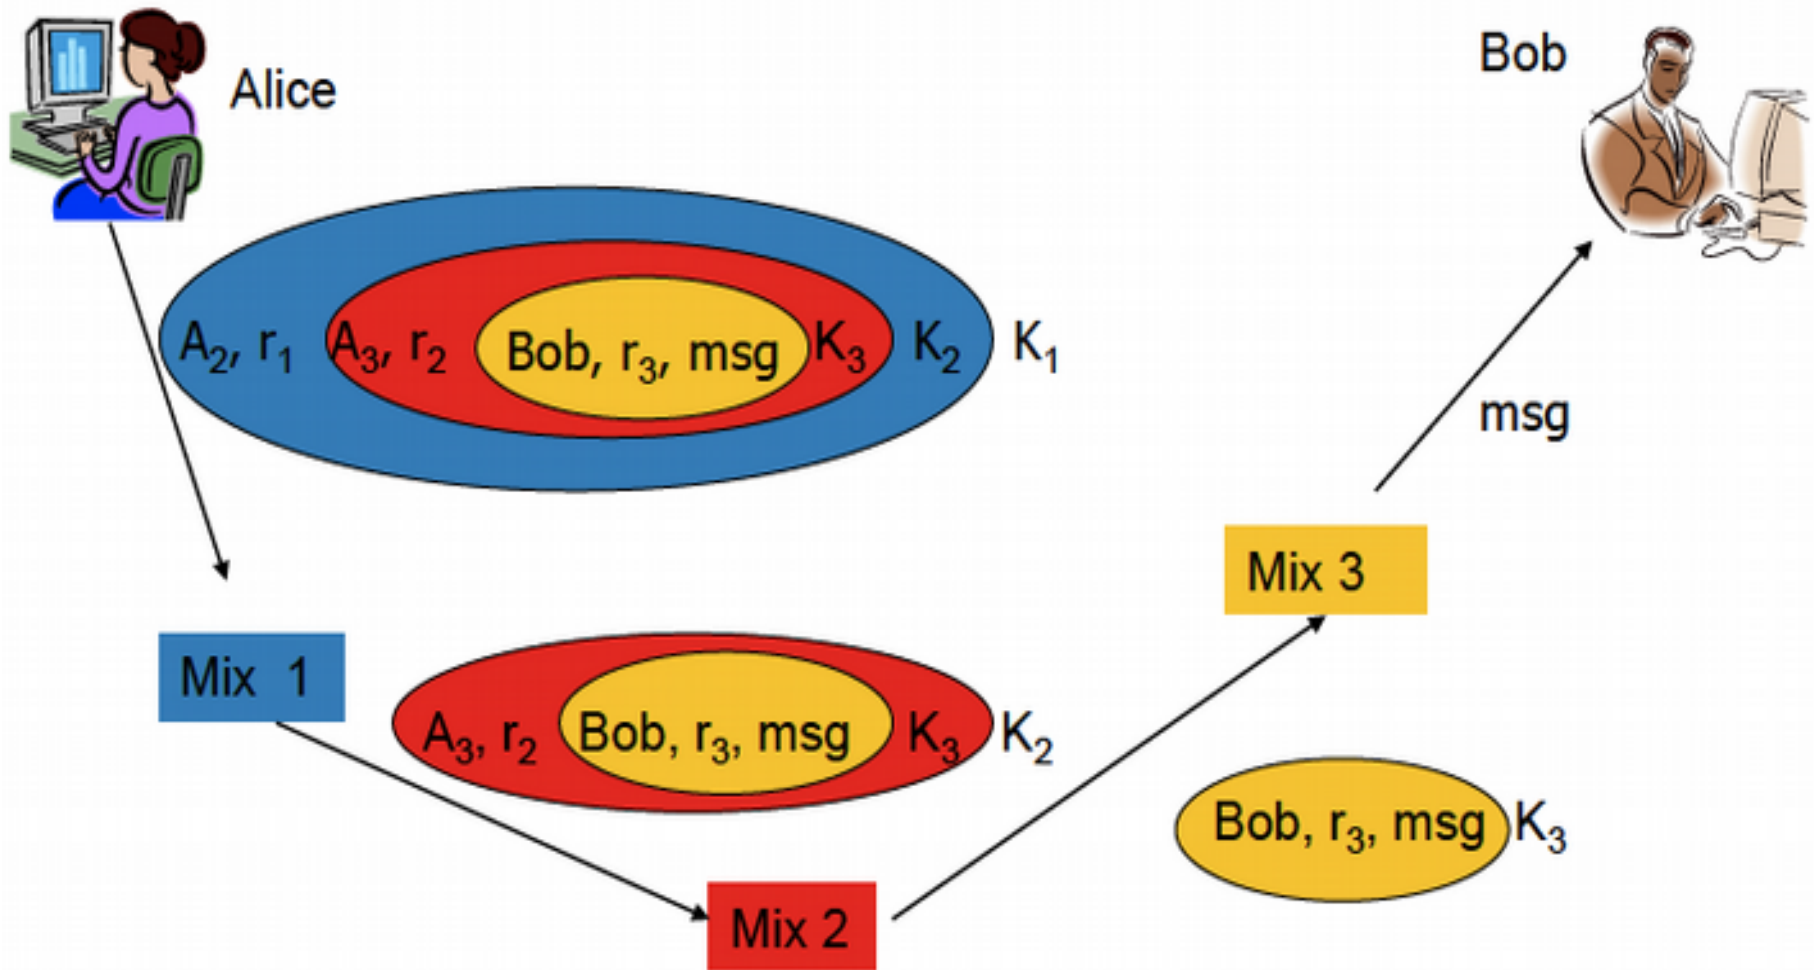 Alice
Bob
A2, r1 A3, r2 Bob, r3, msg K3 K2 K1
msg
Mix 3
Mix 1
A3, r2 Bob, r3, msg K3 K2
Bob, r3, msg K3
Mix 2